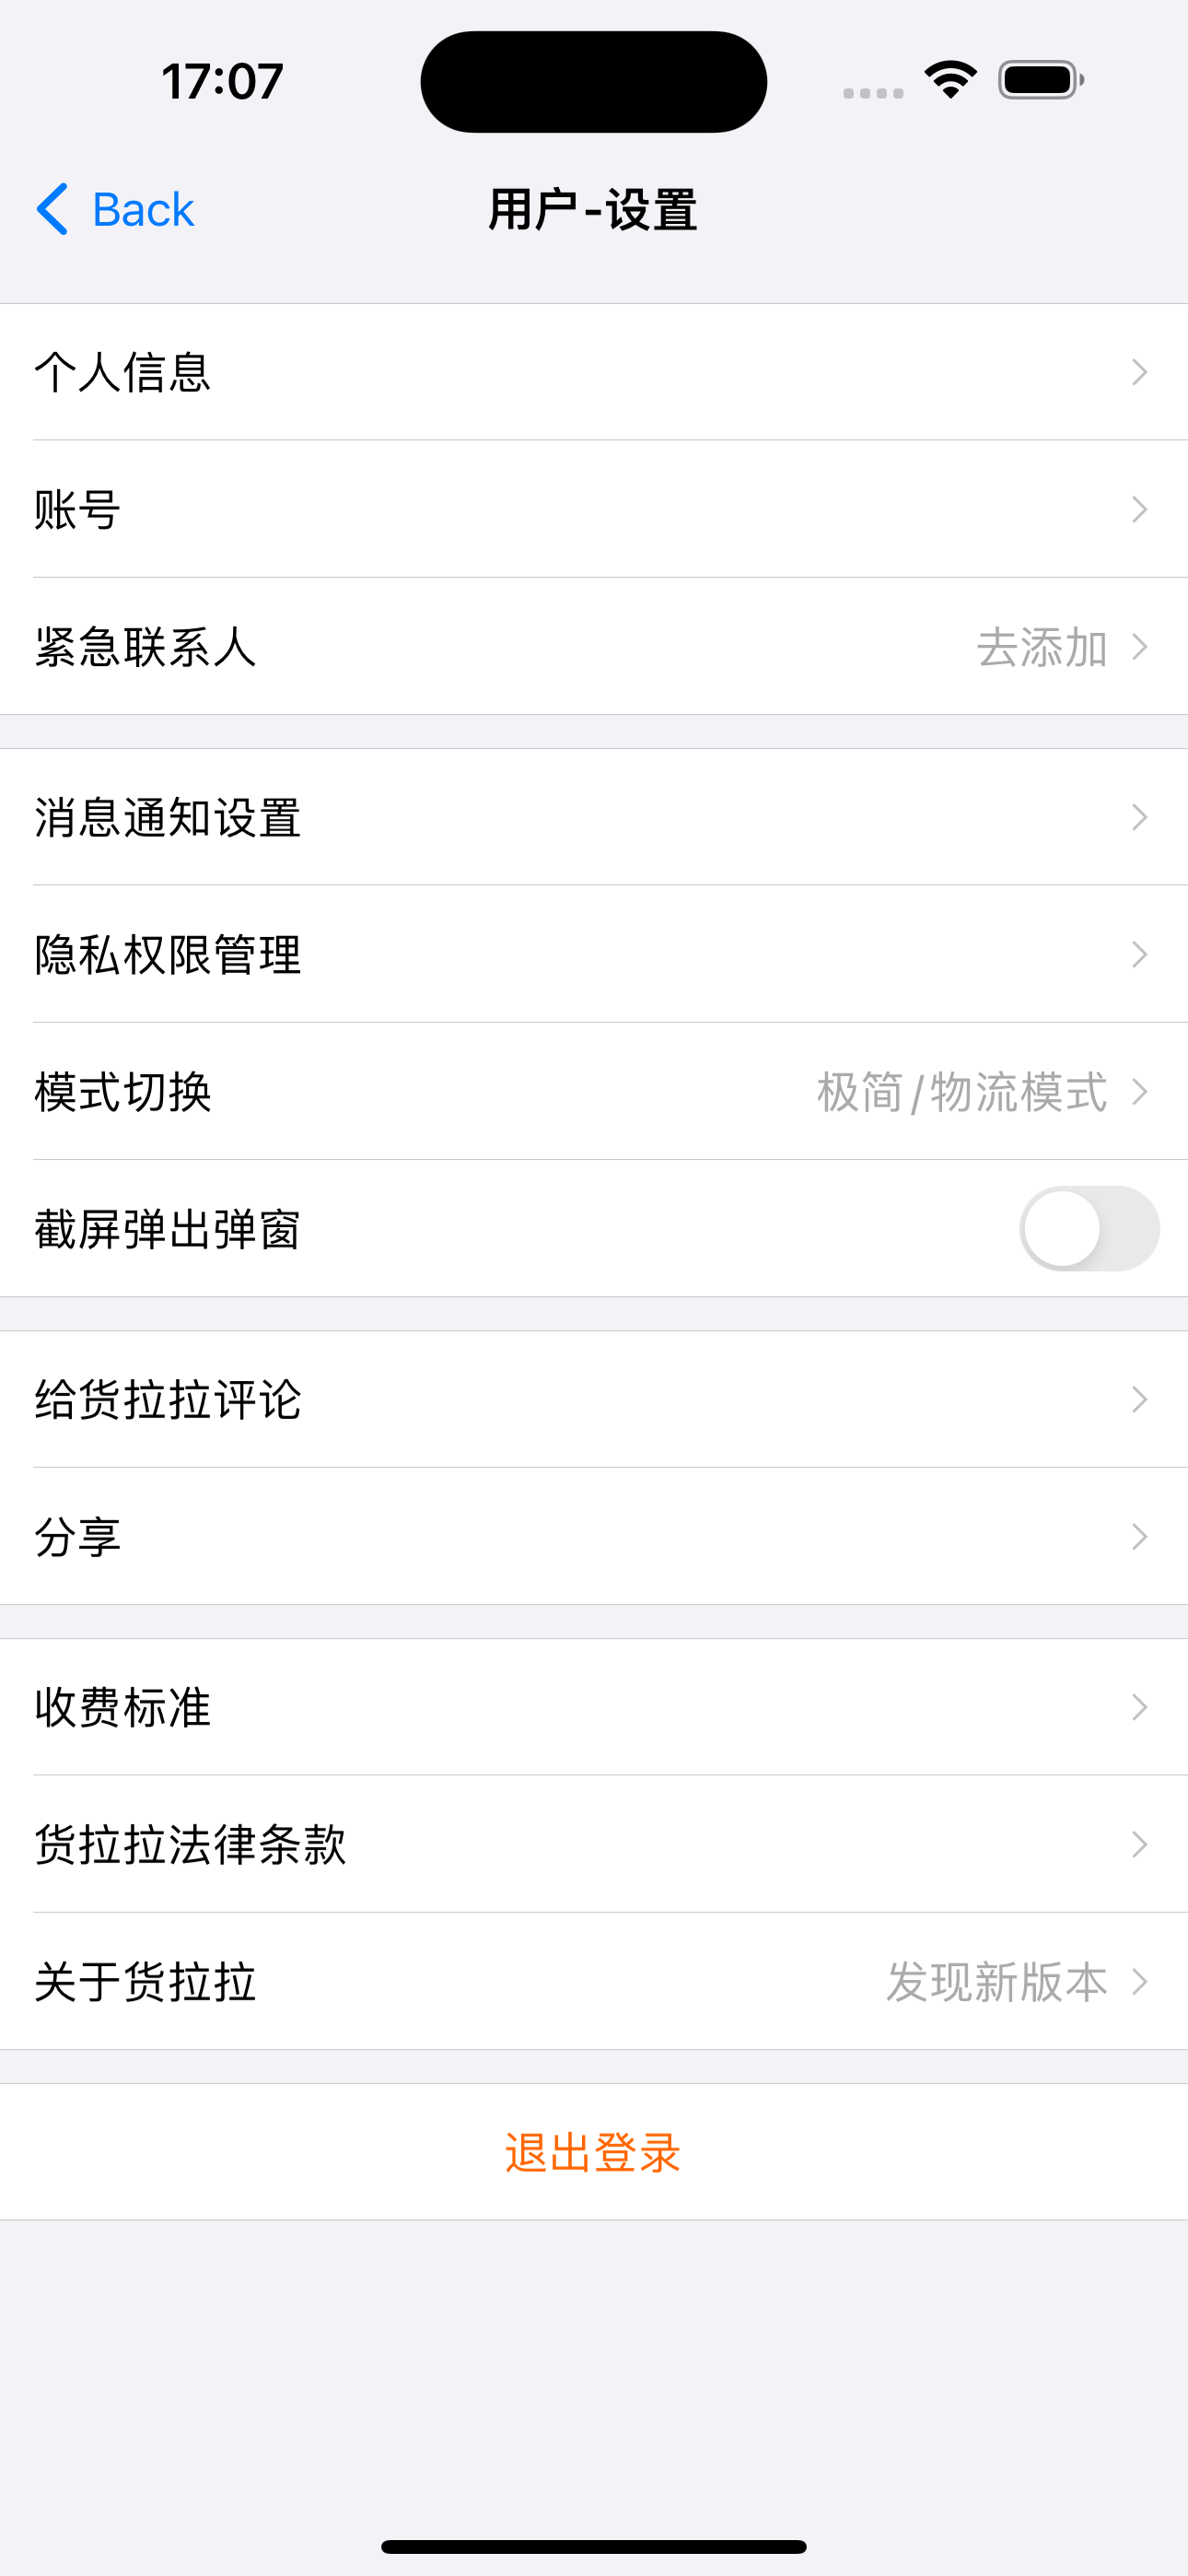 17:07
Back
用户-设置
个人信息
账号
紧急联系人 去添加
消息通知设置
隐私权限管理
模式切换 极简/物流模式
截屏弹出弹窗
给货拉拉评论
分享
收费标准
货拉拉法律条款
关于货拉拉 发现新版本
退出登录